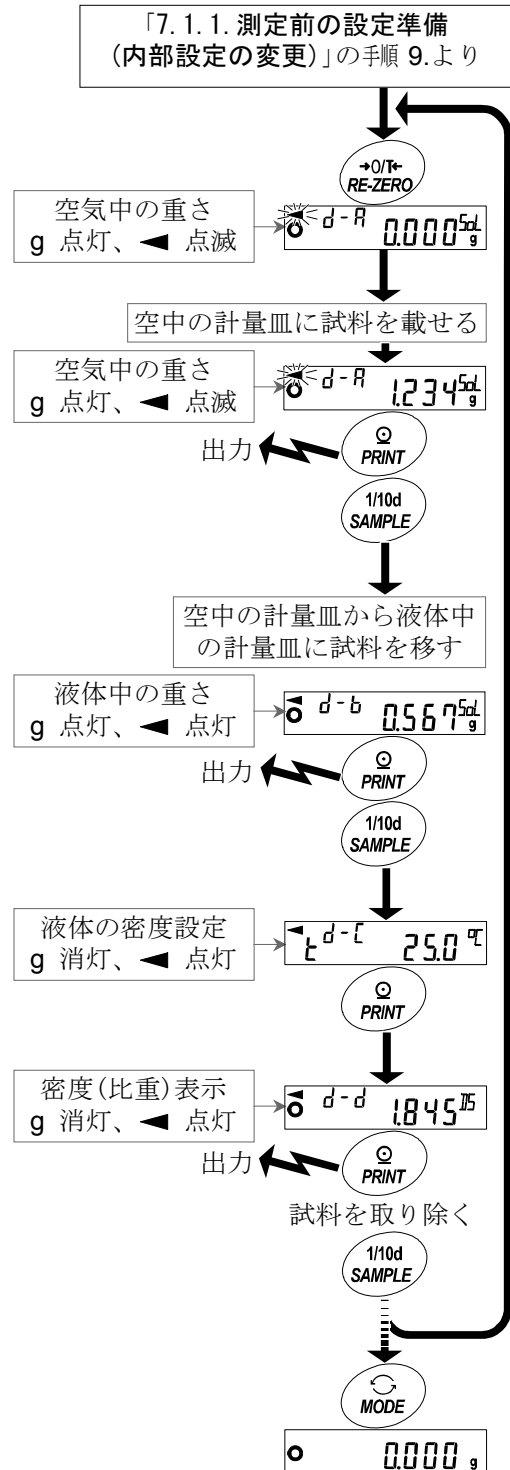 「7.1.1.測定前の設定準備
(内部設定の変更)」の手順 9.より
→0/T←
RE-ZERO
空気中の重さ
g 点灯、◄ 点滅
d-A 0.000 Sol g
空中の計量皿に試料を載せる
空気中の重さ
g 点灯、◄ 点滅
d-A 1.234 Sol g
出力
PRINT
1/10d
SAMPLE
空中の計量皿から液体中
の計量皿に試料を移す
液体中の重さ
g 点灯、◄ 点灯
d-b 0.567 Sol g
出力
PRINT
1/10d
SAMPLE
液体の密度設定
g 消灯、◄ 点灯
t d-C 25.0 ℃
PRINT
密度(比重)表示
g 消灯、◄ 点灯
d-d 1.845 DS
出力
PRINT
試料を取り除く
1/10d
SAMPLE
MODE
0.000 g